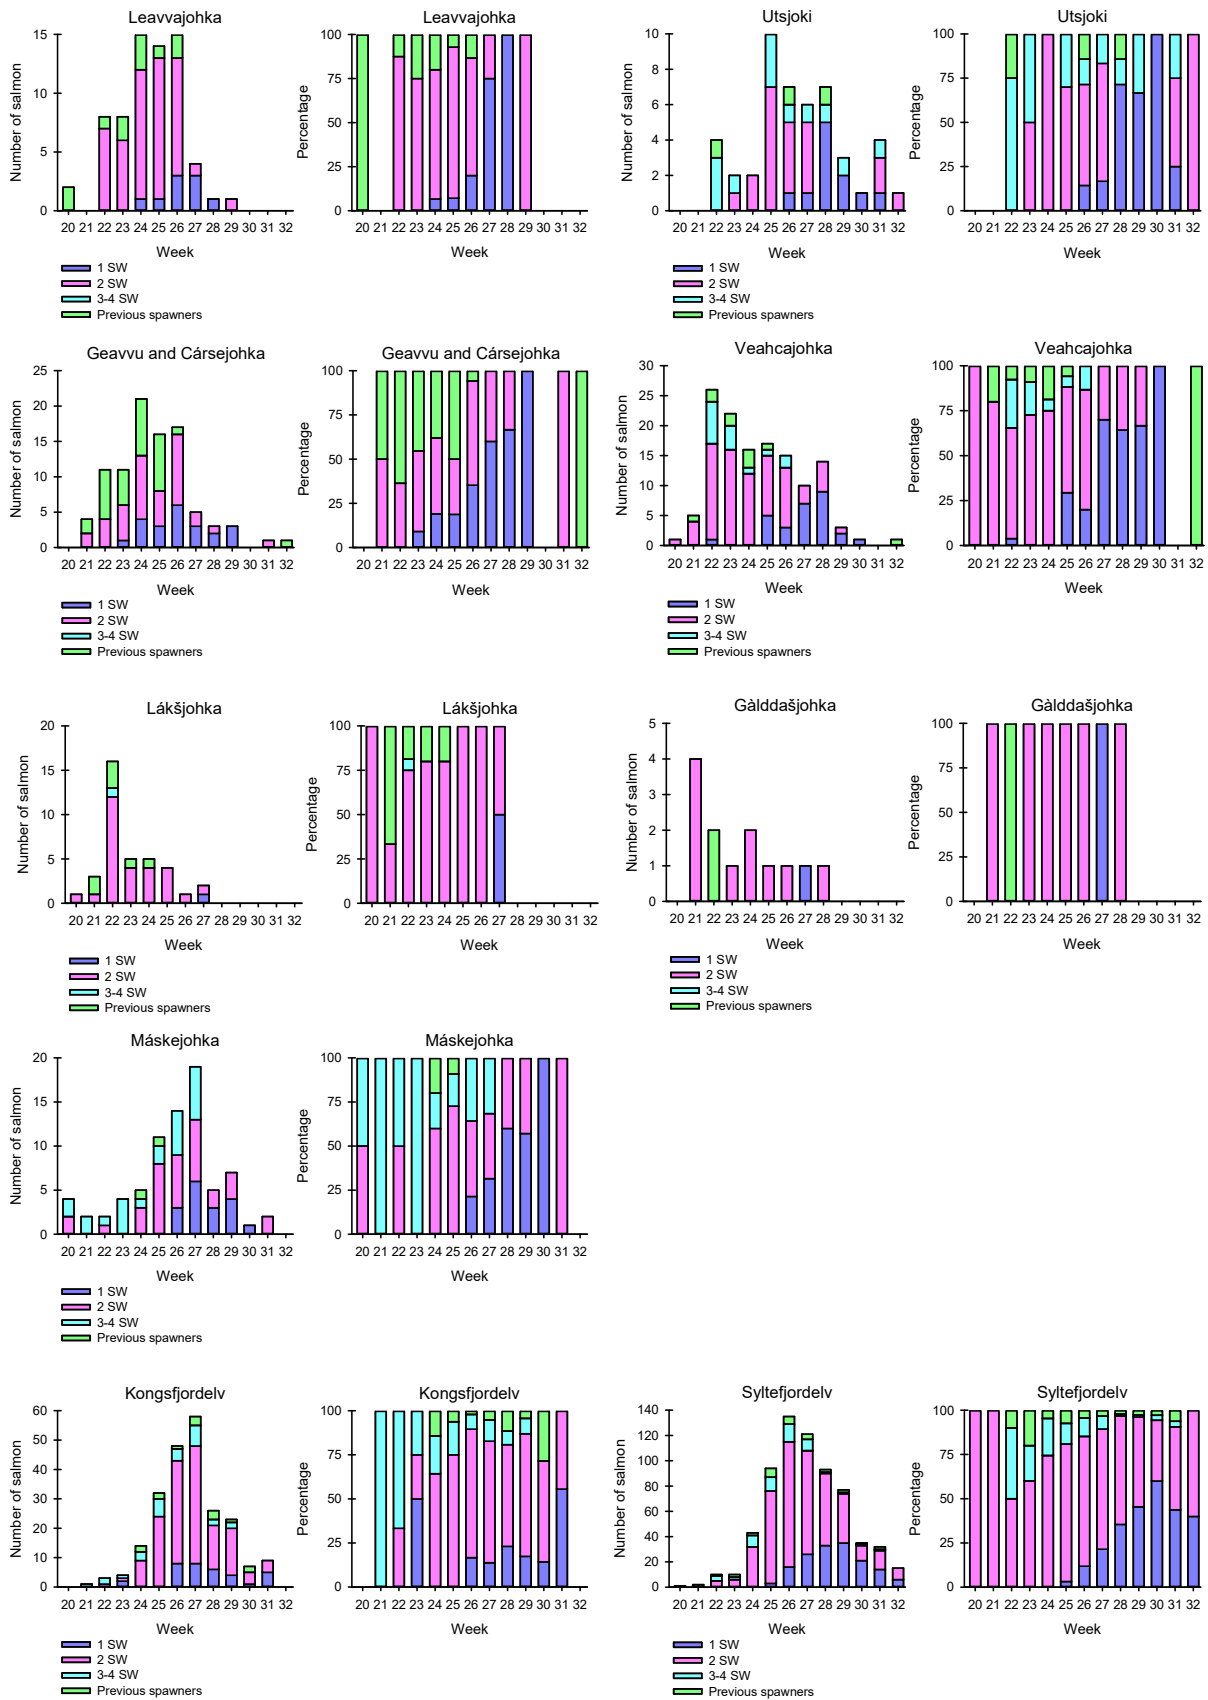 Leavvajohka
Number of salmon
15
10
5
0
20 21 22 23 24 25 26 27 28 29 30 31 32
Week
1 SW
2 SW
3-4 SW
Previous spawners
Leavvajohka
Percentage
100
75
50
25
0
20 21 22 23 24 25 26 27 28 29 30 31 32
Week
Utsjoki
Number of salmon
10
8
6
4
2
0
20 21 22 23 24 25 26 27 28 29 30 31 32
Week
1 SW
2 SW
3-4 SW
Previous spawners
Utsjoki
Percentage
100
75
50
25
0
20 21 22 23 24 25 26 27 28 29 30 31 32
Week
Geavvu and Cársejohka
Number of salmon
25
20
15
10
5
0
20 21 22 23 24 25 26 27 28 29 30 31 32
Week
1 SW
2 SW
3-4 SW
Previous spawners
Geavvu and Cársejohka
Percentage
100
75
50
25
0
20 21 22 23 24 25 26 27 28 29 30 31 32
Week
Veahcajohka
Number of salmon
30
25
20
15
10
5
0
20 21 22 23 24 25 26 27 28 29 30 31 32
Week
1 SW
2 SW
3-4 SW
Previous spawners
Veahcajohka
Percentage
100
75
50
25
0
20 21 22 23 24 25 26 27 28 29 30 31 32
Week
Lákšjohka
Number of salmon
20
15
10
5
0
20 21 22 23 24 25 26 27 28 29 30 31 32
Week
1 SW
2 SW
3-4 SW
Previous spawners
Lákšjohka
Percentage
100
75
50
25
0
20 21 22 23 24 25 26 27 28 29 30 31 32
Week
Gàlddašjohka
Number of salmon
5
4
3
2
1
0
20 21 22 23 24 25 26 27 28 29 30 31 32
Week
1 SW
2 SW
3-4 SW
Previous spawners
Gàlddašjohka
Percentage
100
75
50
25
0
20 21 22 23 24 25 26 27 28 29 30 31 32
Week
Máskejohka
Number of salmon
20
15
10
5
0
20 21 22 23 24 25 26 27 28 29 30 31 32
Week
1 SW
2 SW
3-4 SW
Previous spawners
Máskejohka
Percentage
100
75
50
25
0
20 21 22 23 24 25 26 27 28 29 30 31 32
Week
Kongsfjordelv
Number of salmon
60
50
40
30
20
10
0
20 21 22 23 24 25 26 27 28 29 30 31 32
Week
1 SW
2 SW
3-4 SW
Previous spawners
Kongsfjordelv
Percentage
100
75
50
25
0
20 21 22 23 24 25 26 27 28 29 30 31 32
Week
Syltefjordelv
Number of salmon
140
120
100
80
60
40
20
0
20 21 22 23 24 25 26 27 28 29 30 31 32
Week
1 SW
2 SW
3-4 SW
Previous spawners
Syltefjordelv
Percentage
100
75
50
25
0
20 21 22 23 24 25 26 27 28 29 30 31 32
Week